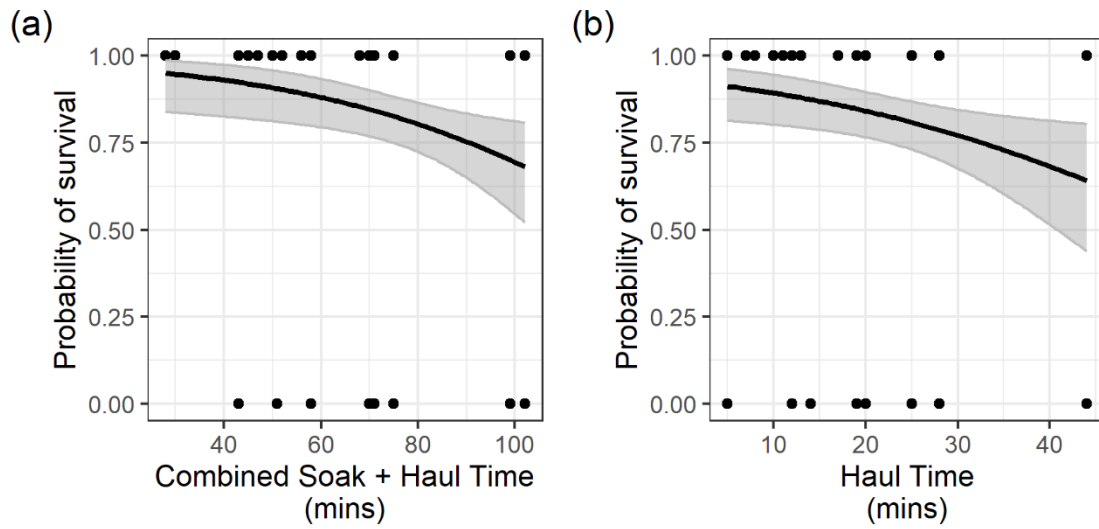 (a)
Probability of survival
1.00
0.75
0.50
0.25
0.00
40 60 80 100
Combined Soak + Haul Time
(mins)
(b)
Probability of survival
1.00
0.75
0.50
0.25
0.00
10 20 30 40
Haul Time
(mins)